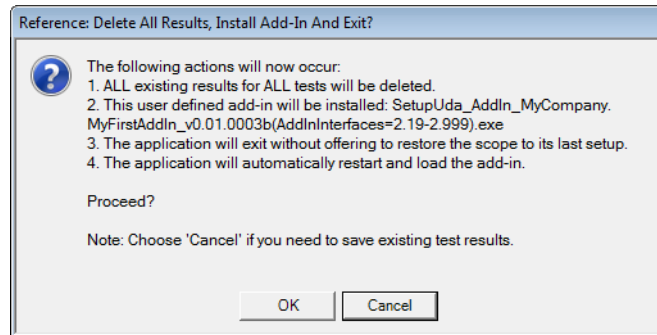 Reference: Delete All Results, Install Add-In And Exit?
The following actions will now occur:
1. ALL existing results for ALL tests will be deleted.
2. This user defined add-in will be installed: SetupUda_AddIn_MyCompany.
MyFirstAddIn_v0.01.0003b(AddInInterfaces=2.19-2.999).exe
3. The application will exit without offering to restore the scope to its last setup.
4. The application will automatically restart and load the add-in.
Proceed?
Note: Choose 'Cancel' if you need to save existing test results.
OK
Cancel